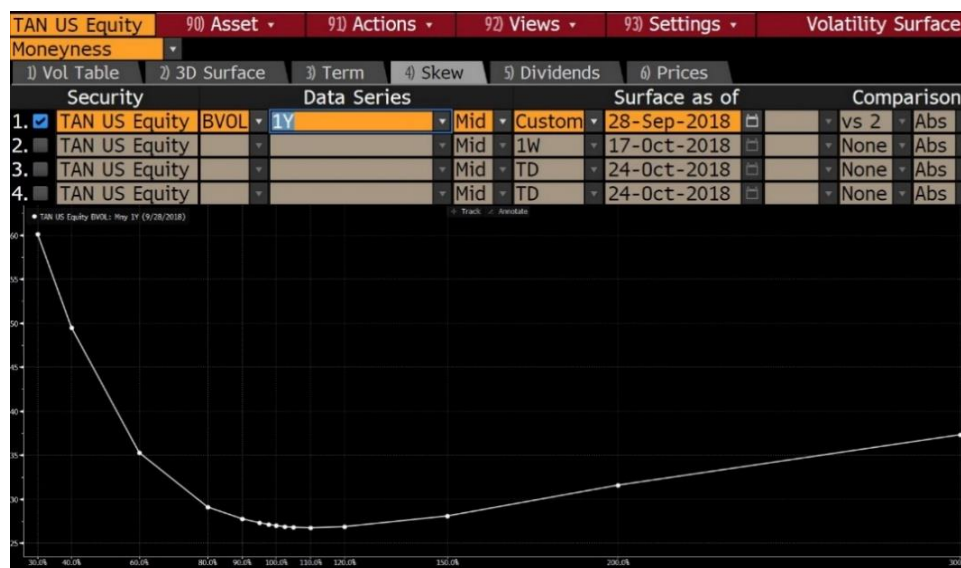 TAN US Equity 90) Asset 91) Actions 92) Views 93) Settings Volatility Surface
Moneyness
1) Vol Table 2) 3D Surface 3) Term 4) Skew 5) Dividends 6) Prices
Security Data Series Surface as of Comparison
1. TAN US Equity BVOL 1Y Mid Custom 28-Sep-2018 vs 2 Abs
2. TAN US Equity Mid 1W 17-Oct-2018 None Abs
3. TAN US Equity Mid TD 24-Oct-2018 None Abs
4. TAN US Equity Mid TD 24-Oct-2018 None Abs
TAN US Equity BVOL: Mny 1Y (9/28/2018) Track Annotate
60
55
50
45
40
35
30
25
30.0% 40.0% 60.0% 80.0% 90.0% 100.0% 110.0% 120.0% 150.0% 200.0% 300